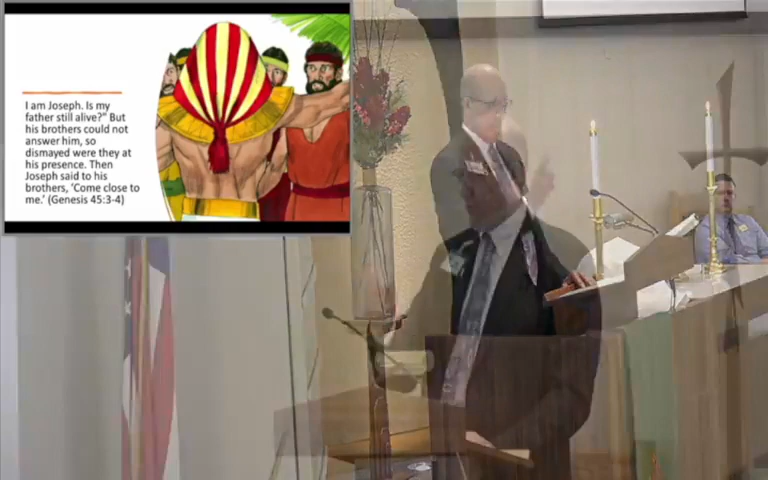 I am Joseph. Is my
father still alive?" But
his brothers could not
answer him, so
dismayed were they at
his presence. Then
Joseph said to his
brothers, 'Come close to
me.' (Genesis 45:3-4)